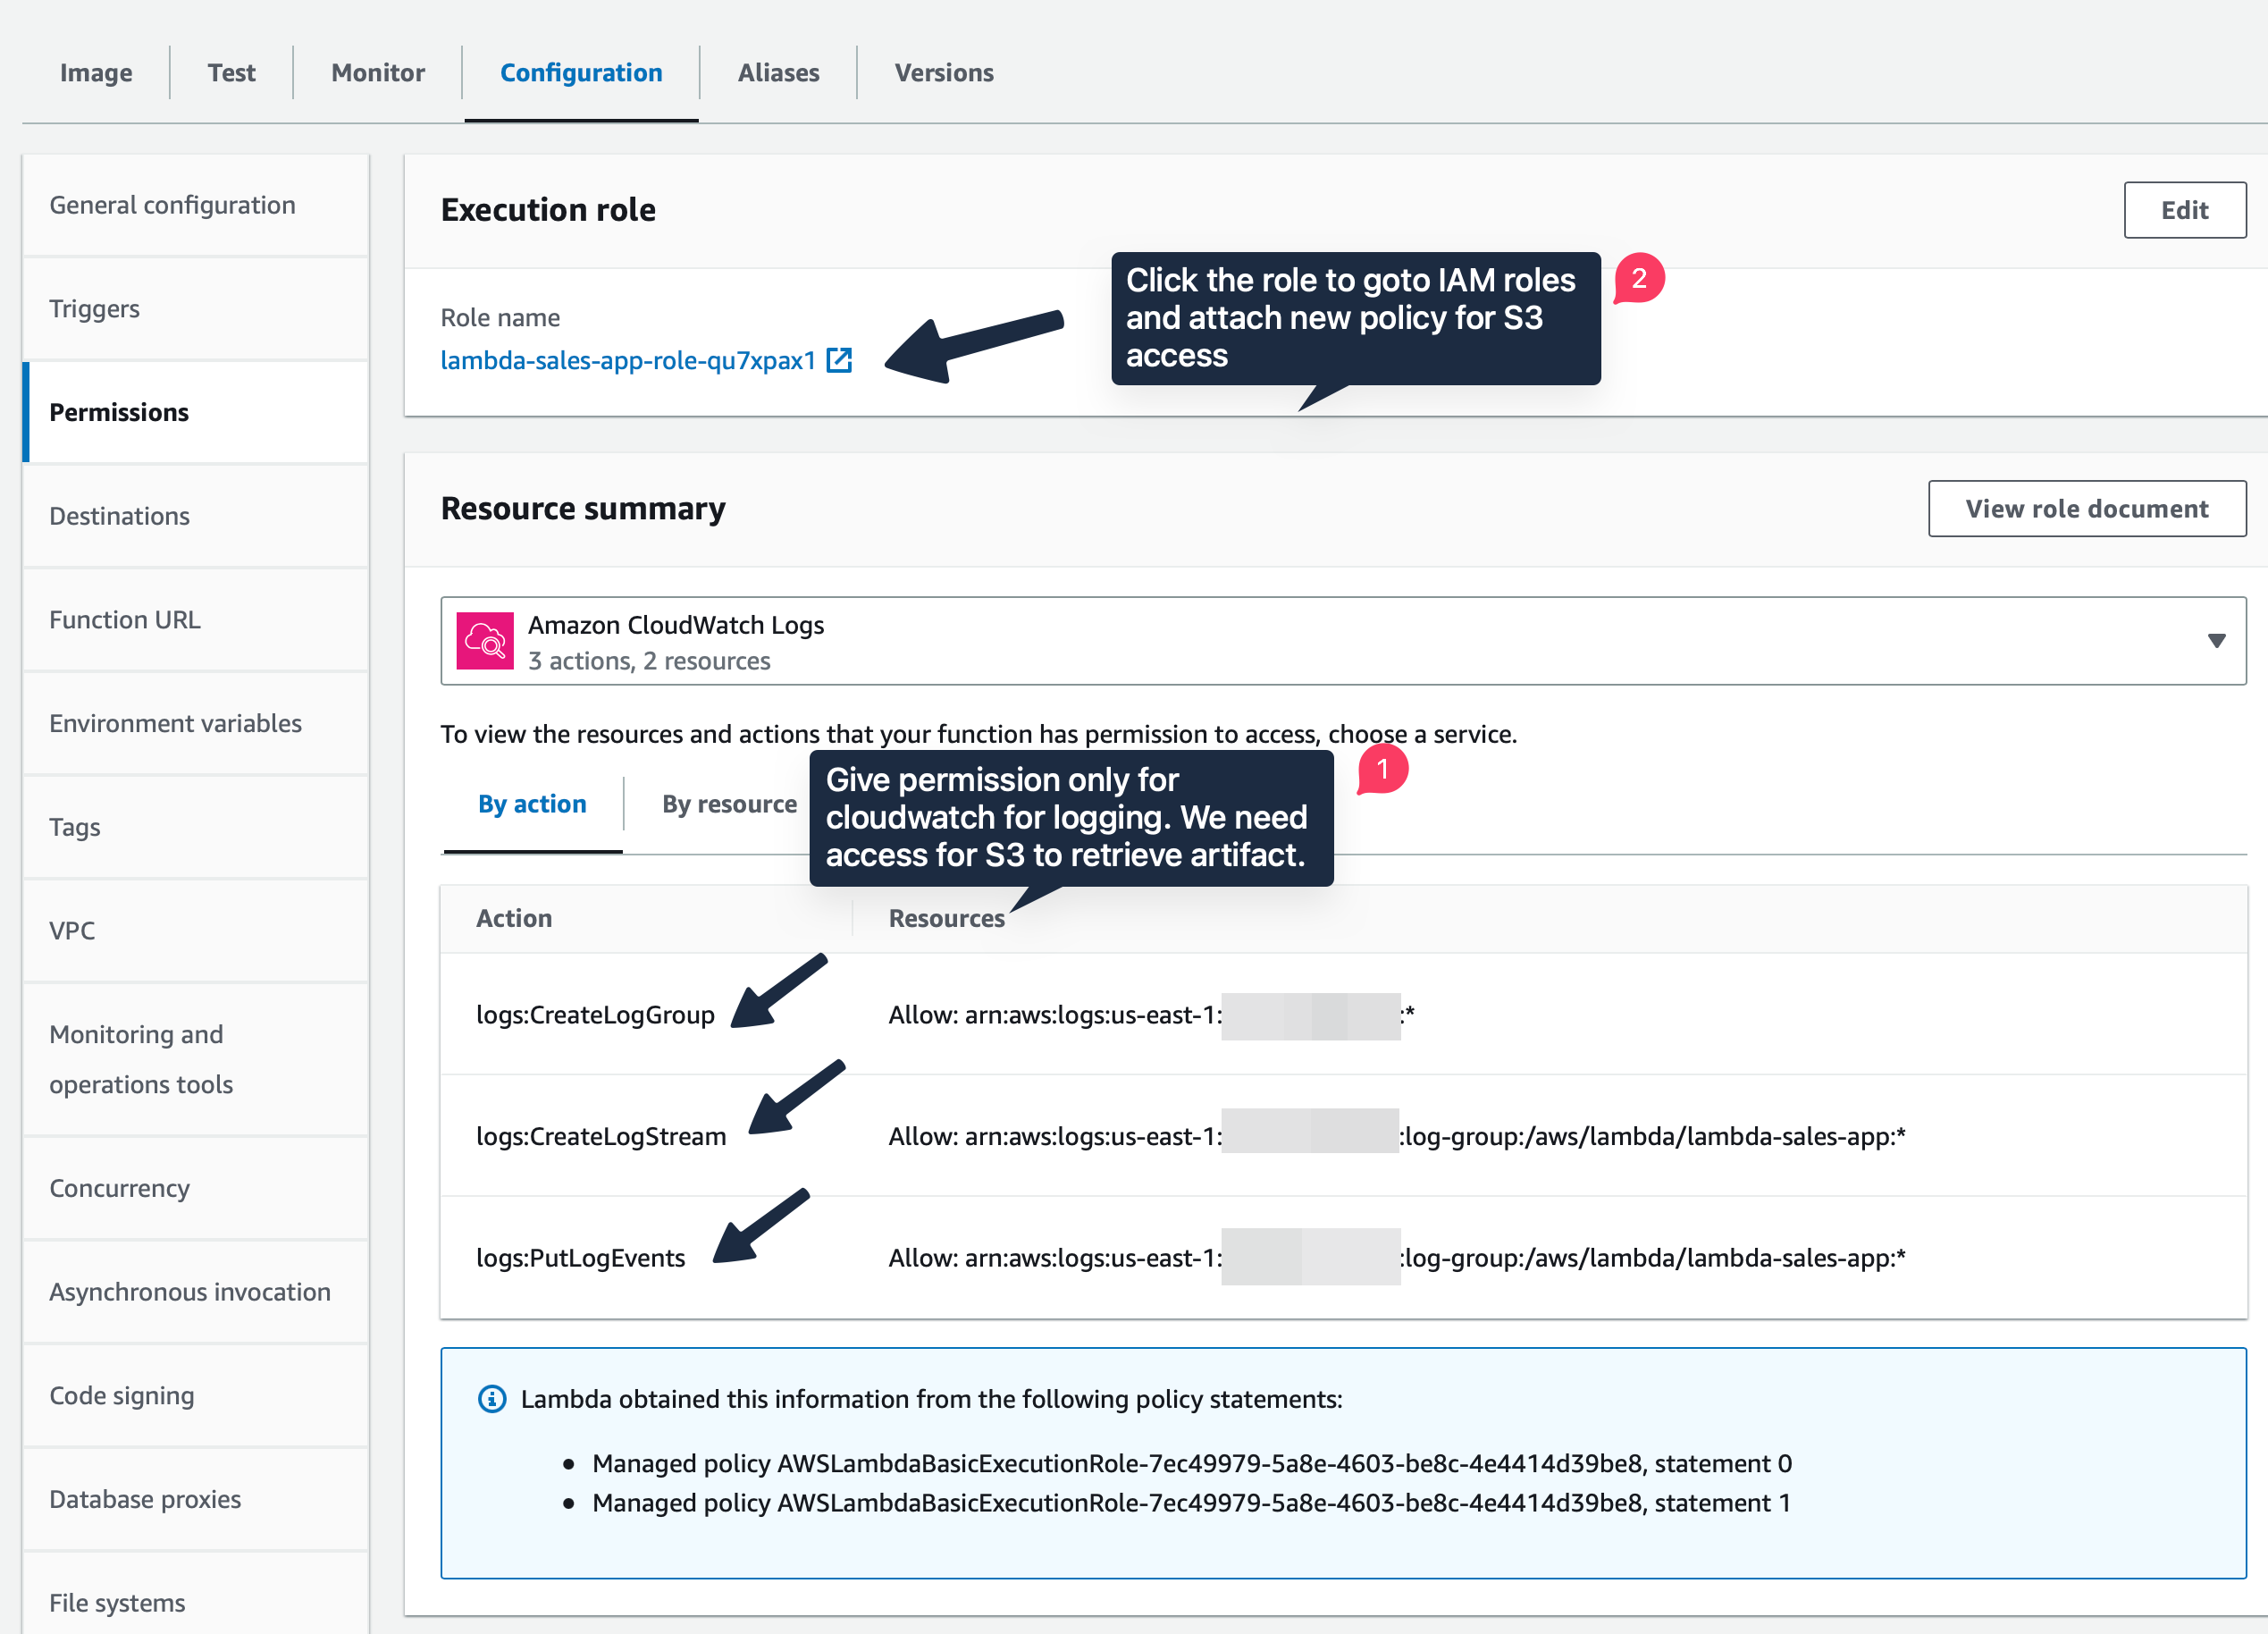 Image
Test
Monitor
Configuration
Aliases
Versions
General configuration
Triggers
Permissions
Destinations
Function URL
Environment variables
Tags
VPC
Monitoring and
operations tools
Concurrency
Asynchronous invocation
Code signing
Database proxies
File systems
Execution role
Edit
Role name
lambda-sales-app-role-qu7xpax1
Click the role to goto IAM roles
and attach new policy for S3
access
2
Resource summary
View role document
Amazon CloudWatch Logs
3 actions, 2 resources
To view the resources and actions that your function has permission to access, choose a service.
By action
By resource
Give permission only for
cloudwatch for logging. We need
access for S3 to retrieve artifact.
1
Action
Resources
logs:CreateLogGroup
Allow: arn:aws:logs:us-east-1:
:*
logs:CreateLogStream
Allow: arn:aws:logs:us-east-1:
:log-group:/aws/lambda/lambda-sales-app:*
logs:PutLogEvents
Allow: arn:aws:logs:us-east-1:
:log-group:/aws/lambda/lambda-sales-app:*
Lambda obtained this information from the following policy statements:
Managed policy AWSLambdaBasicExecutionRole-7ec49979-5a8e-4603-be8c-4e4414d39be8, statement 0
Managed policy AWSLambdaBasicExecutionRole-7ec49979-5a8e-4603-be8c-4e4414d39be8, statement 1